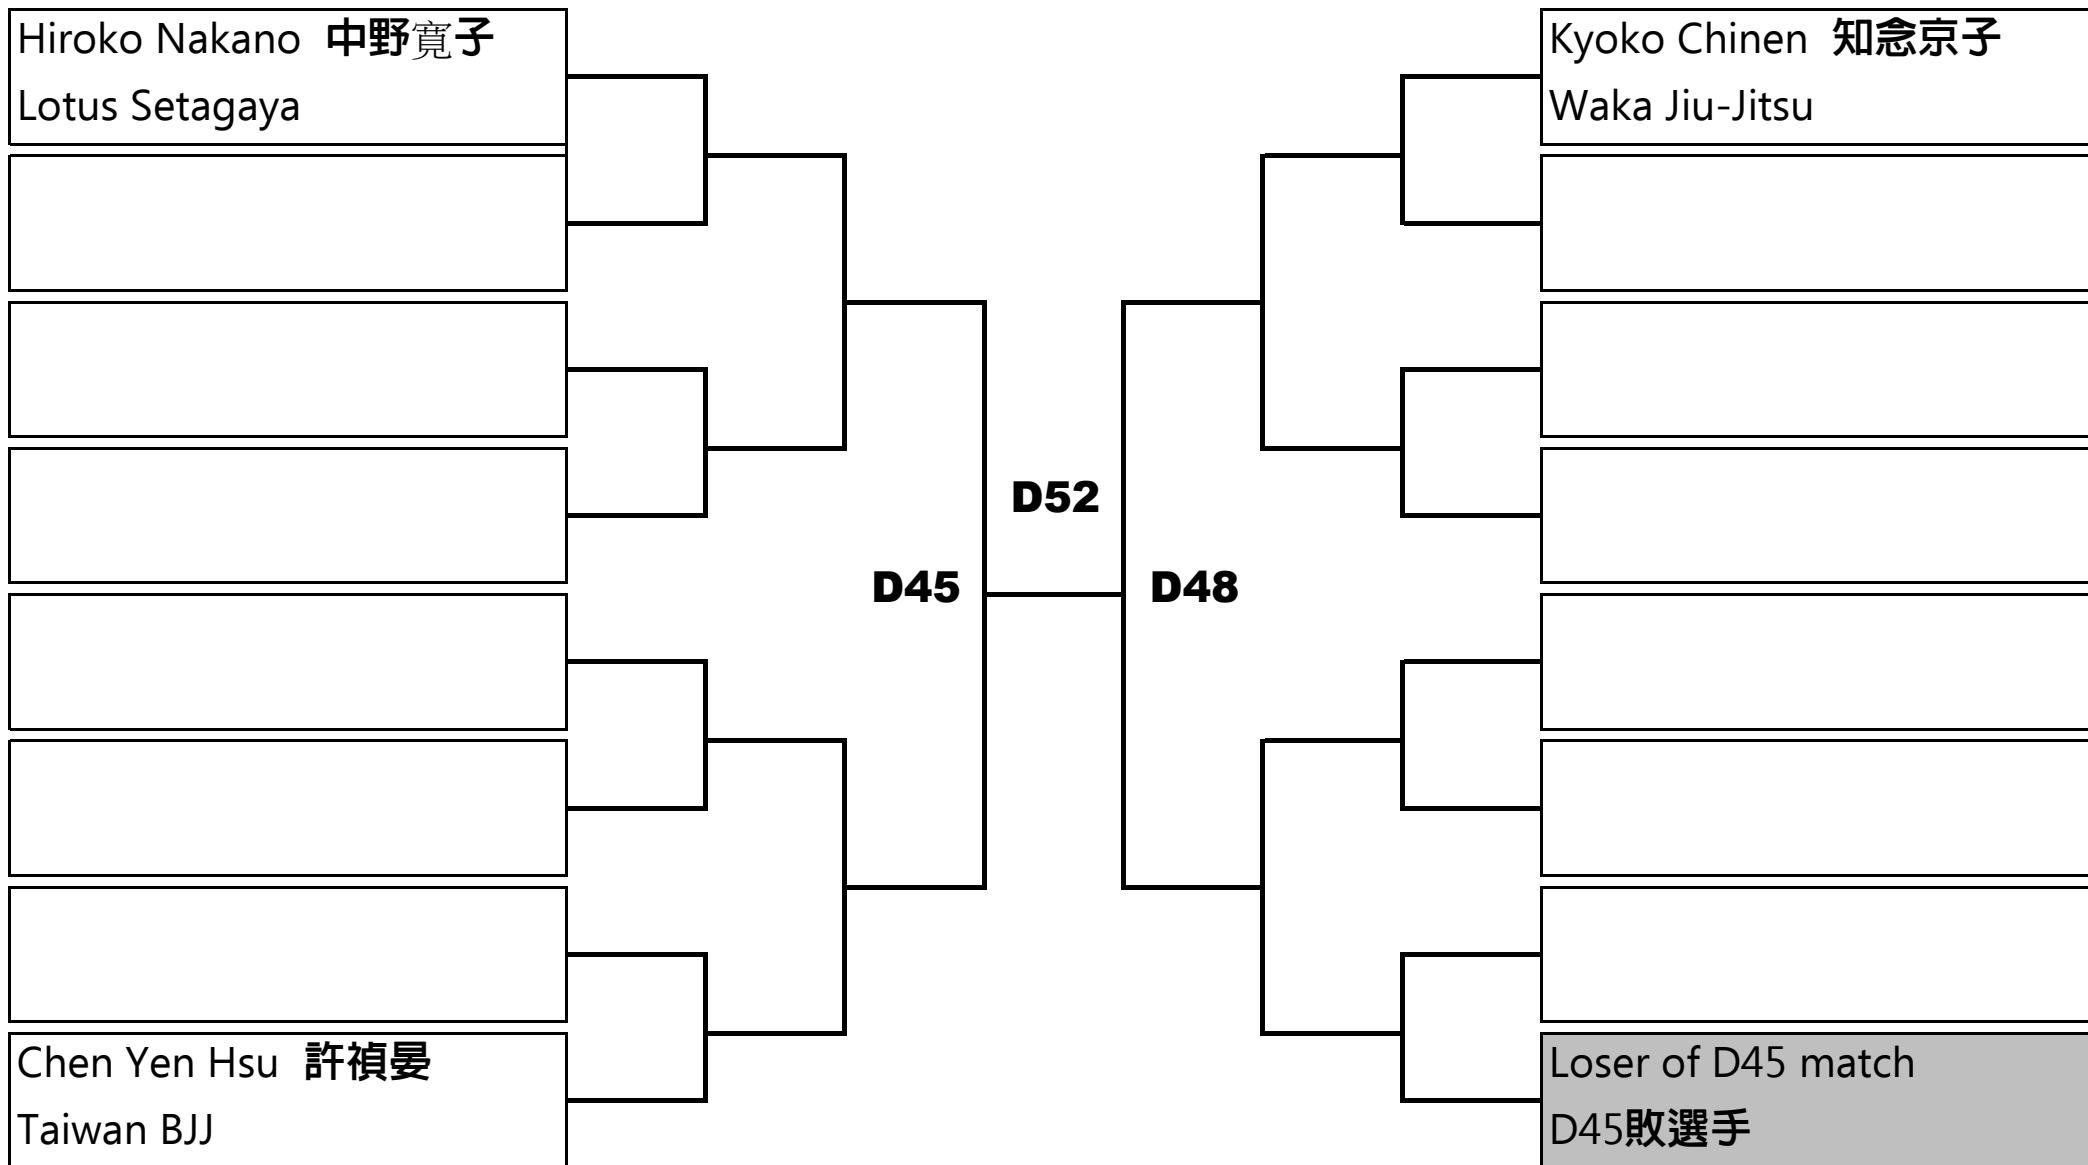 Hiroko Nakano 中野寛子
Lotus Setagaya
Chen Yen Hsu 許禎晏
Taiwan BJJ
D45
D52
D48
Kyoko Chinen 知念京子
Waka Jiu-Jitsu
Loser of D45 match
D45敗選手